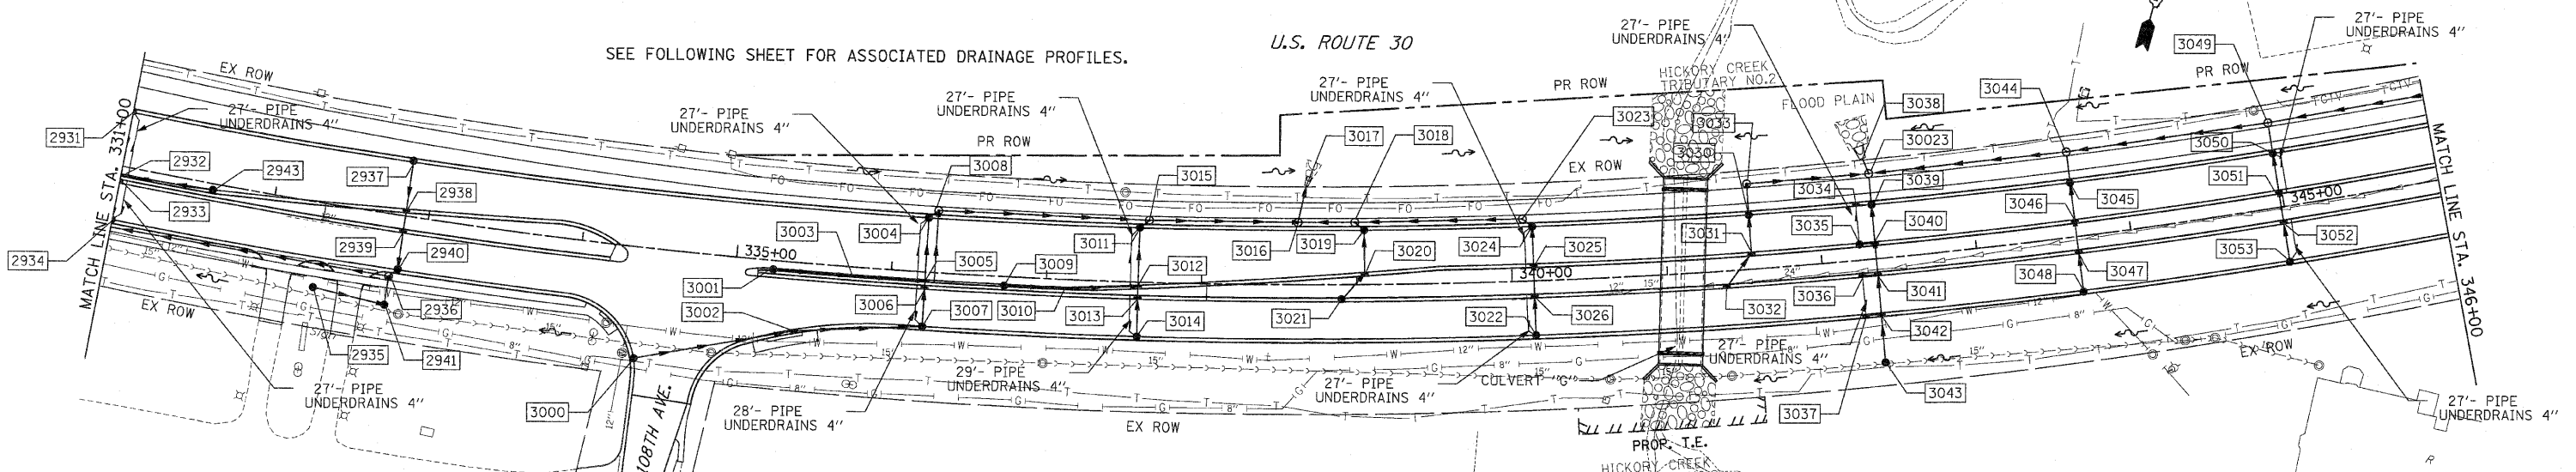 SEE FOLLOWING SHEET FOR ASSOCIATED DRAINAGE PROFILES.
U.S. ROUTE 30
MATCH LINE STA. 331+00
EX ROW
27'- PIPE
UNDERDRAINS 4"
2931
2932
2943
2933
2934
2937
2938
2939
2940
2936
2935
2941
EX ROW
27'- PIPE
UNDERDRAINS 4"
3000
108TH AVE.
335+00
3001
3002
3003
27'- PIPE
UNDERDRAINS 4"
3004
3008
3005
3006
3007
3009
3010
28'- PIPE
UNDERDRAINS 4"
PR ROW
27'- PIPE
UNDERDRAINS 4"
3011
3015
3012
3013
3014
29'- PIPE
UNDERDRAINS 4"
EX ROW
3016
3017
3018
3019
3020
3021
27'- PIPE
UNDERDRAINS 4"
3023
3024
3025
340+00
3022
3026
27'- PIPE
UNDERDRAINS 4"
CULVERT "G"
PR ROW
EX ROW
HICKORY CREEK
TRIBUTARY NO.2
27'- PIPE
UNDERDRAINS 4"
3033
3030
3031
3032
FLOOD PLAIN
3038
30023
3034
3039
3035
3040
3036
3041
3042
27'- PIPE
UNDERDRAINS 4"
3037
3043
PROP. T.E.
HICKORY CREEK
3044
3045
3046
3047
3048
3049
PR ROW
27'- PIPE
UNDERDRAINS 4"
3050
3051
345+00
3052
3053
EX ROW
27'- PIPE
UNDERDRAINS 4"
MATCH LINE STA. 346+00